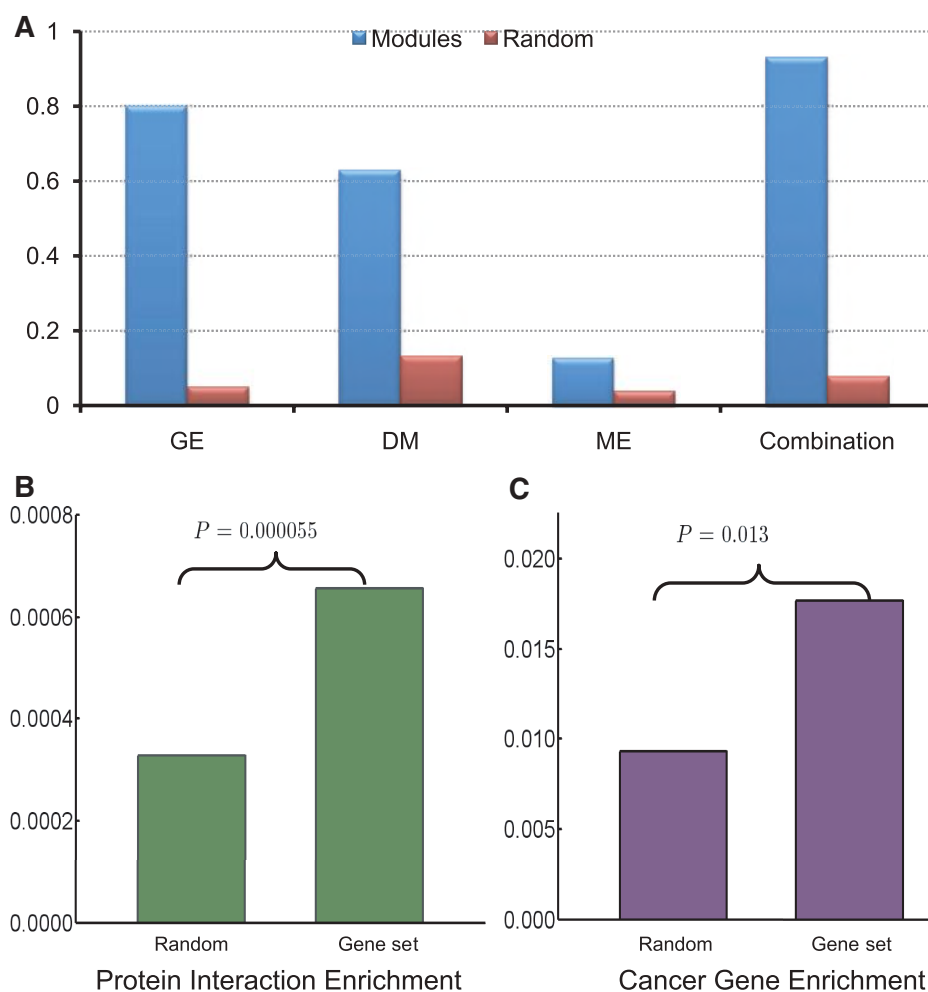 A
Modules Random
1
0.8
0.6
0.4
0.2
0
GE DM ME Combination
B
P = 0.000055
0.0008
0.0006
0.0004
0.0002
0.0000
Random Gene set
Protein Interaction Enrichment
C
P = 0.013
0.020
0.015
0.010
0.005
0.000
Random Gene set
Cancer Gene Enrichment